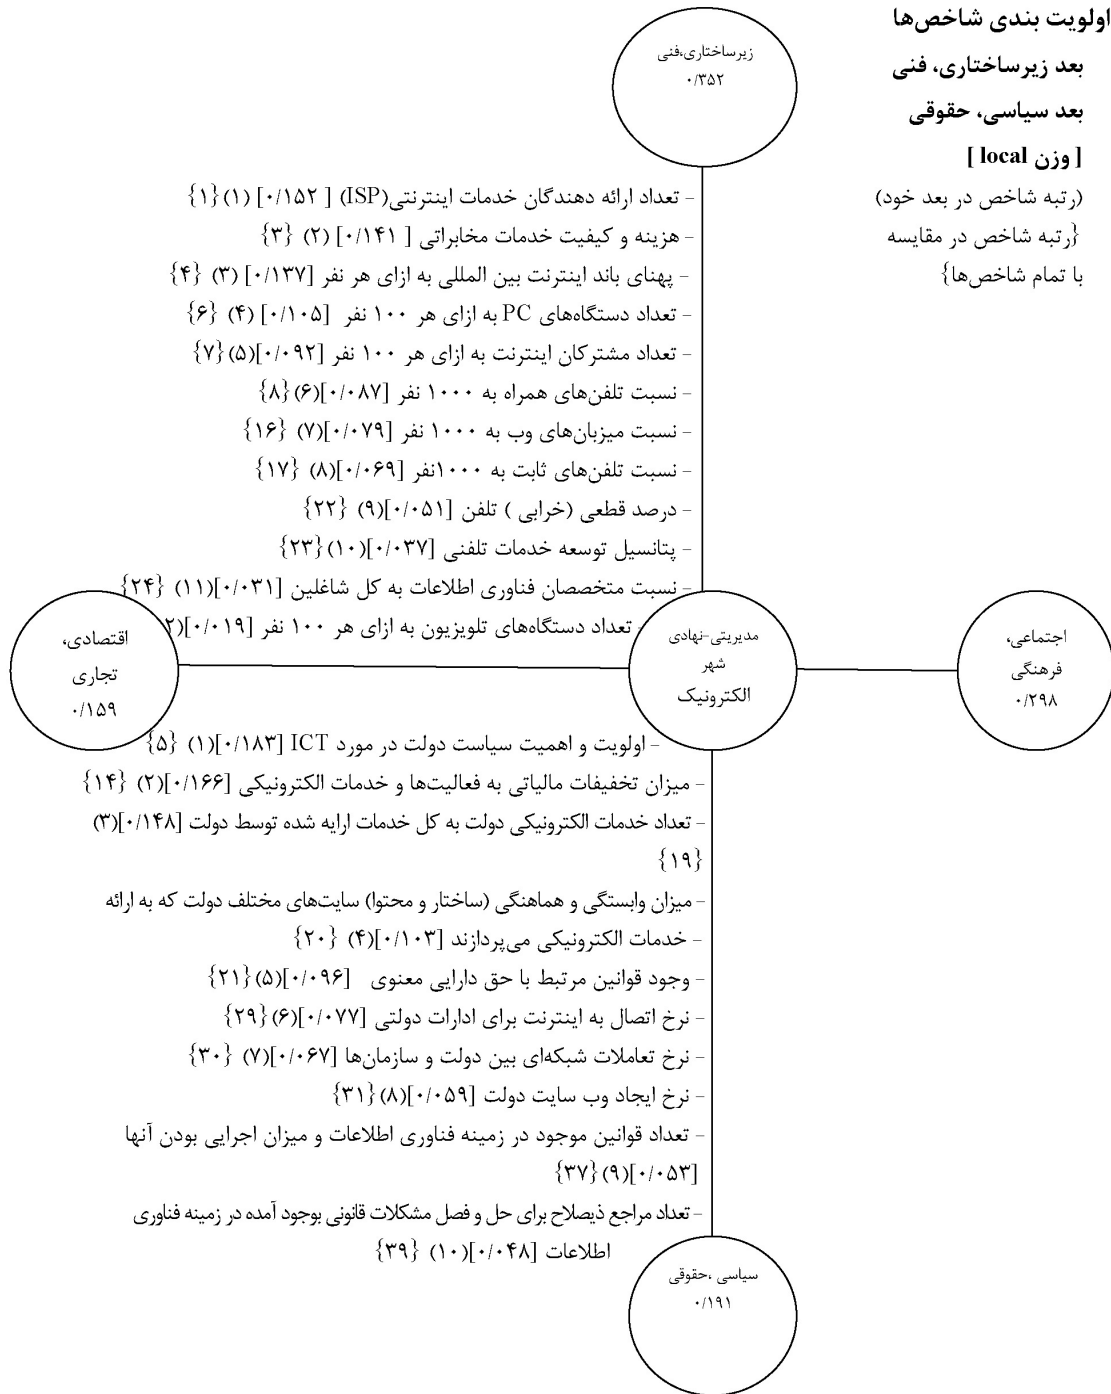 اولویت بندی شاخص‌ها
بعد زیرساختاری، فنی
بعد سیاسی، حقوقی
[ وزن local ]
(رتبه شاخص در بعد خود)
{رتبه شاخص در مقایسه
با تمام شاخص‌ها}
زیرساختاری،فنی
۰/۳۵۲
- تعداد ارائه دهندگان خدمات اینترنتی(ISP) [ ۰/۱۵۲] (۱){۱}
- هزینه و کیفیت خدمات مخابراتی [ ۰/۱۴۱] (۲) {۳}
- پهنای باند اینترنت بین المللی به ازای هر نفر [۰/۱۳۷] (۳) {۴}
- تعداد دستگاه‌های PC به ازای هر ۱۰۰ نفر [۰/۱۰۵] (۴) {۶}
- تعداد مشترکان اینترنت به ازای هر ۱۰۰ نفر [۰/۰۹۲](۵){۷}
- نسبت تلفن‌های همراه به ۱۰۰۰ نفر [۰/۰۸۷](۶){۸}
- نسبت میزبان‌های وب به ۱۰۰۰ نفر [۰/۰۷۹](۷) {۱۶}
- نسبت تلفن‌های ثابت به ۱۰۰۰نفر [۰/۰۶۹](۸) {۱۷}
- درصد قطعی (خرابی ) تلفن [۰/۰۵۱](۹) {۲۲}
- پتانسیل توسعه خدمات تلفنی [۰/۰۳۷](۱۰){۲۳}
- نسبت متخصصان فناوری اطلاعات به کل شاغلین [۰/۰۳۱](۱۱) {۲۴}
- تعداد دستگاه‌های تلویزیون به ازای هر ۱۰۰ نفر [۰/۰۱۹](
اجتماعی،
فرهنگی
۰/۲۹۸
مدیریتی-نهادی
شهر
الکترونیک
اقتصادی،
تجاری
۰/۱۵۹
- اولویت و اهمیت سیاست دولت در مورد ICT [۰/۱۸۳](۱) {۵}
- میزان تخفیفات مالیاتی به فعالیت‌ها و خدمات الکترونیکی [۰/۱۶۶](۲) {۱۴}
- تعداد خدمات الکترونیکی دولت به کل خدمات ارایه شده توسط دولت [۰/۱۴۸](۳)
{۱۹}
- میزان وابستگی و هماهنگی (ساختار و محتوا) سایت‌های مختلف دولت که به ارائه
- خدمات الکترونیکی می‌پردازند [۰/۱۰۳](۴) {۲۰}
- وجود قوانین مرتبط با حق دارایی معنوی [۰/۰۹۶](۵){۲۱}
- نرخ اتصال به اینترنت برای ادارات دولتی [۰/۰۷۷](۶){۲۹}
- نرخ تعاملات شبکه‌ای بین دولت و سازمان‌ها [۰/۰۶۷](۷) {۳۰}
- نرخ ایجاد وب سایت دولت [۰/۰۵۹](۸){۳۱}
- تعداد قوانین موجود در زمینه فناوری اطلاعات و میزان اجرایی بودن آنها
[۰/۰۵۳](۹){۳۷}
- تعداد مراجع ذیصلاح برای حل و فصل مشکلات قانونی بوجود آمده در زمینه فناوری
اطلاعات [۰/۰۴۸](۱۰) {۳۹}
سیاسی ،حقوقی
۰/۱۹۱